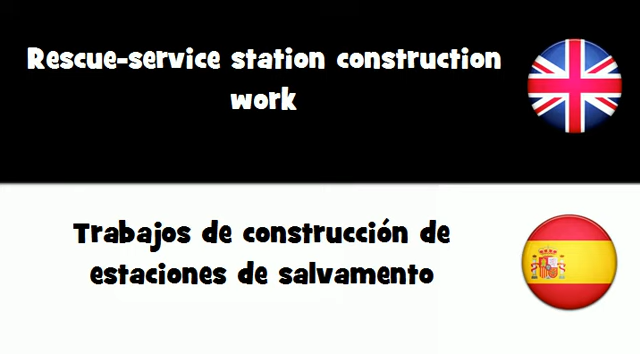 Rescue-service station construction
work
Trabajos de construcción de
estaciones de salvamento